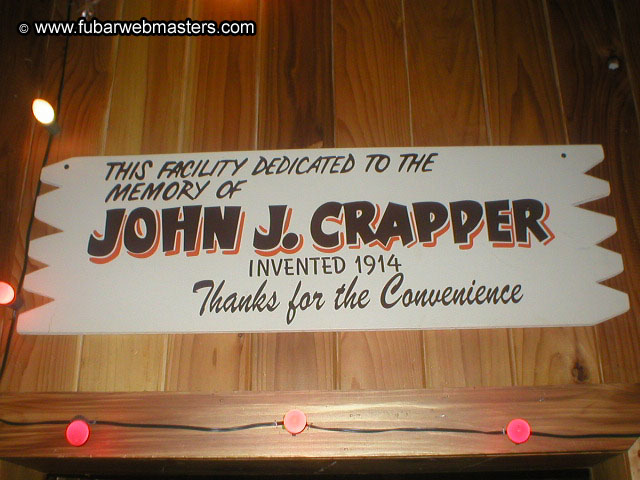 © www.fubarwebmasters.com
THIS FACILITY DEDICATED TO THE
MEMORY OF
JOHN J. CRAPPER
INVENTED 1914
Thanks for the Convenience